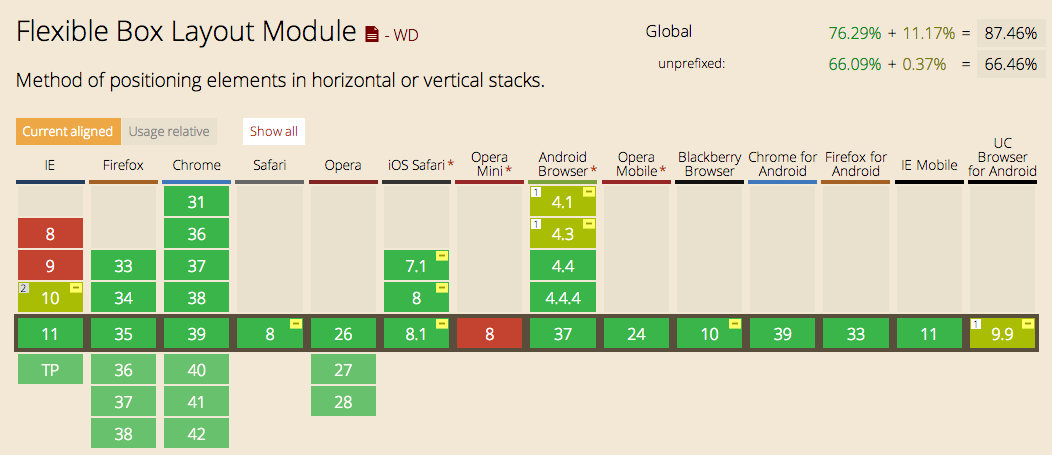 Flexible Box Layout Module - WD
Global 76.29% + 11.17% = 87.46%
unprefixed: 66.09% + 0.37% = 66.46%
Method of positioning elements in horizontal or vertical stacks.
Current aligned Usage relative Show all
IE Firefox Chrome Safari Opera iOS Safari* Opera Mini* Android Browser* Opera Mobile* Blackberry Browser Chrome for Android Firefox for Android IE Mobile UC Browser for Android
31 1 4.1 -
8 36 1 4.3 -
9 33 37 7.1 - 4.4
2 10 - 34 38 8 - 4.4.4
11 35 39 8 - 26 8.1 - 8 37 24 10 - 39 33 11 1 9.9 -
TP 36 40 27
37 41 28
38 42